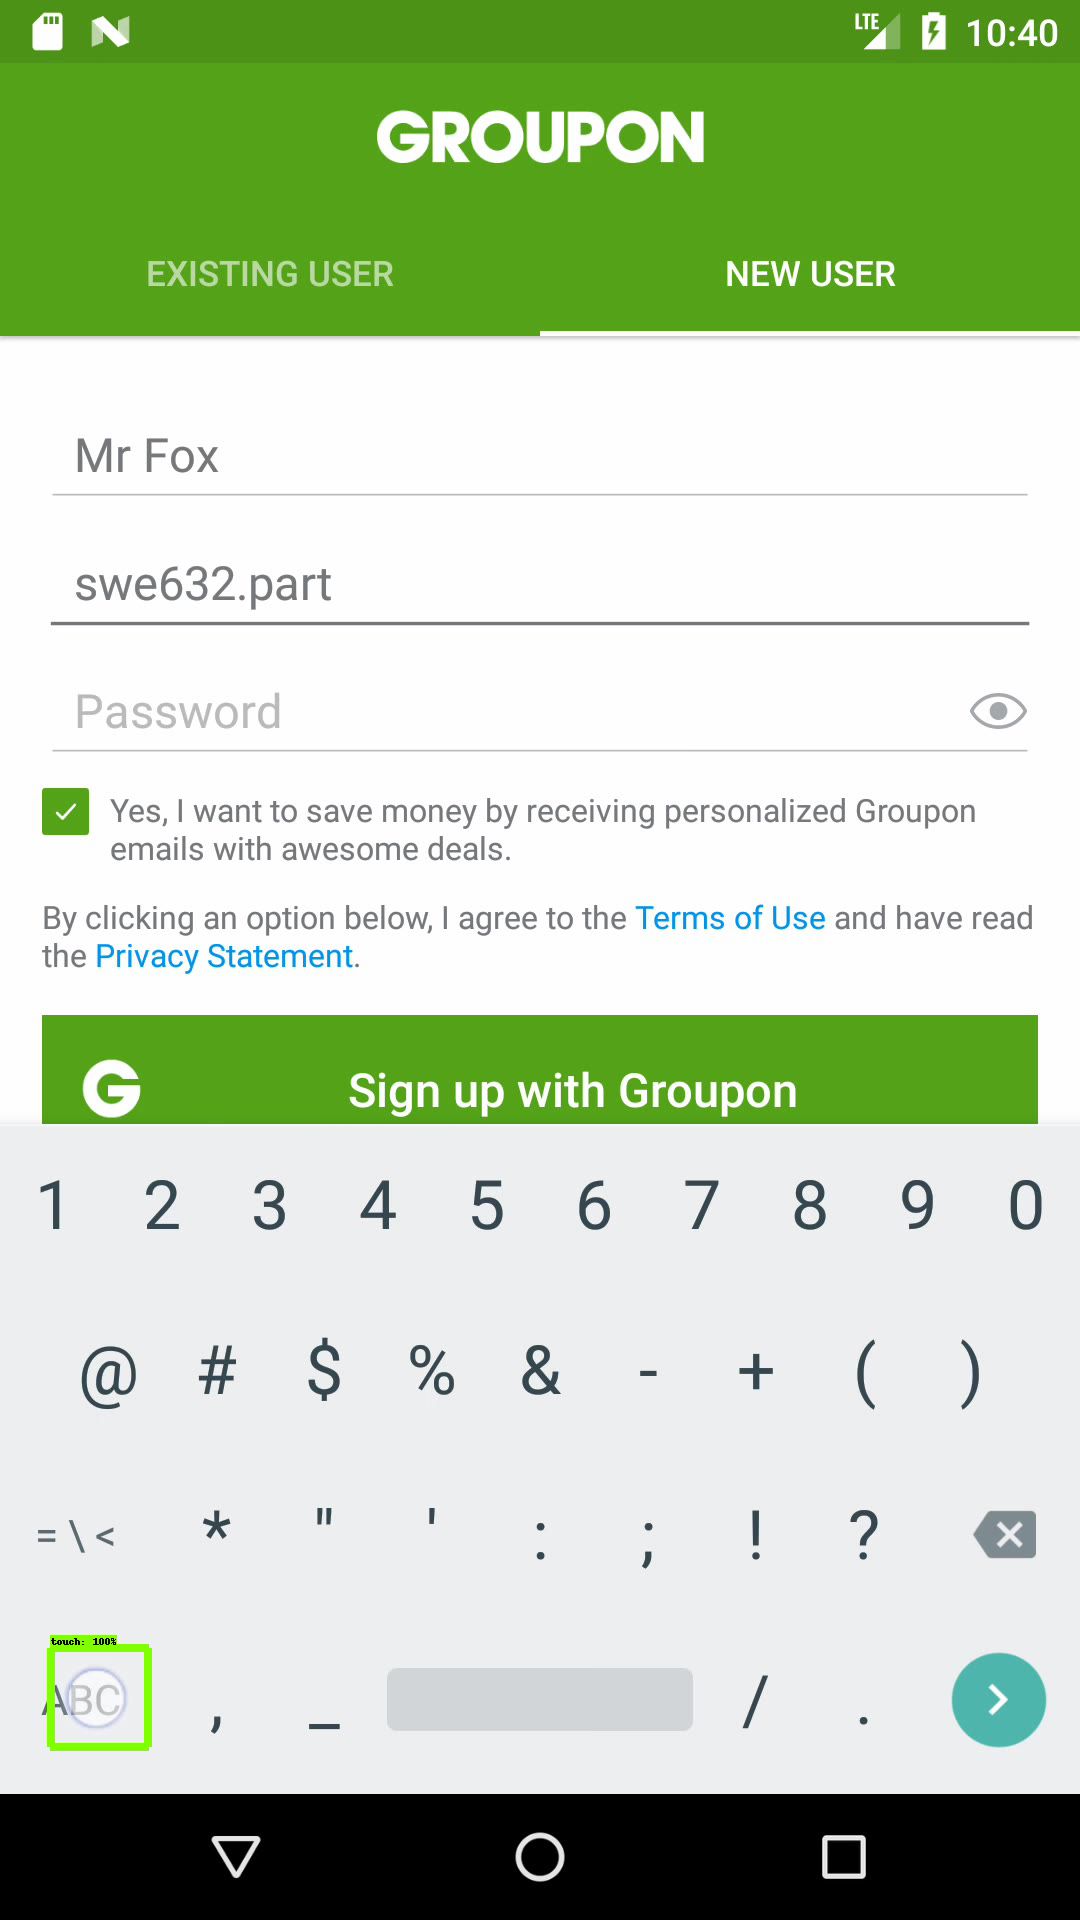 LTE 10:40
GROUPON
EXISTING USER NEW USER
Mr Fox
swe632.part
Password
Yes, I want to save money by receiving personalized Groupon
emails with awesome deals.
By clicking an option below, I agree to the Terms of Use and have read
the Privacy Statement.
G Sign up with Groupon
1 2 3 4 5 6 7 8 9 0
@ # $ % & - + ( )
= \ < * " ' : ; ! ?
touch: 100%
ABC , _ / .